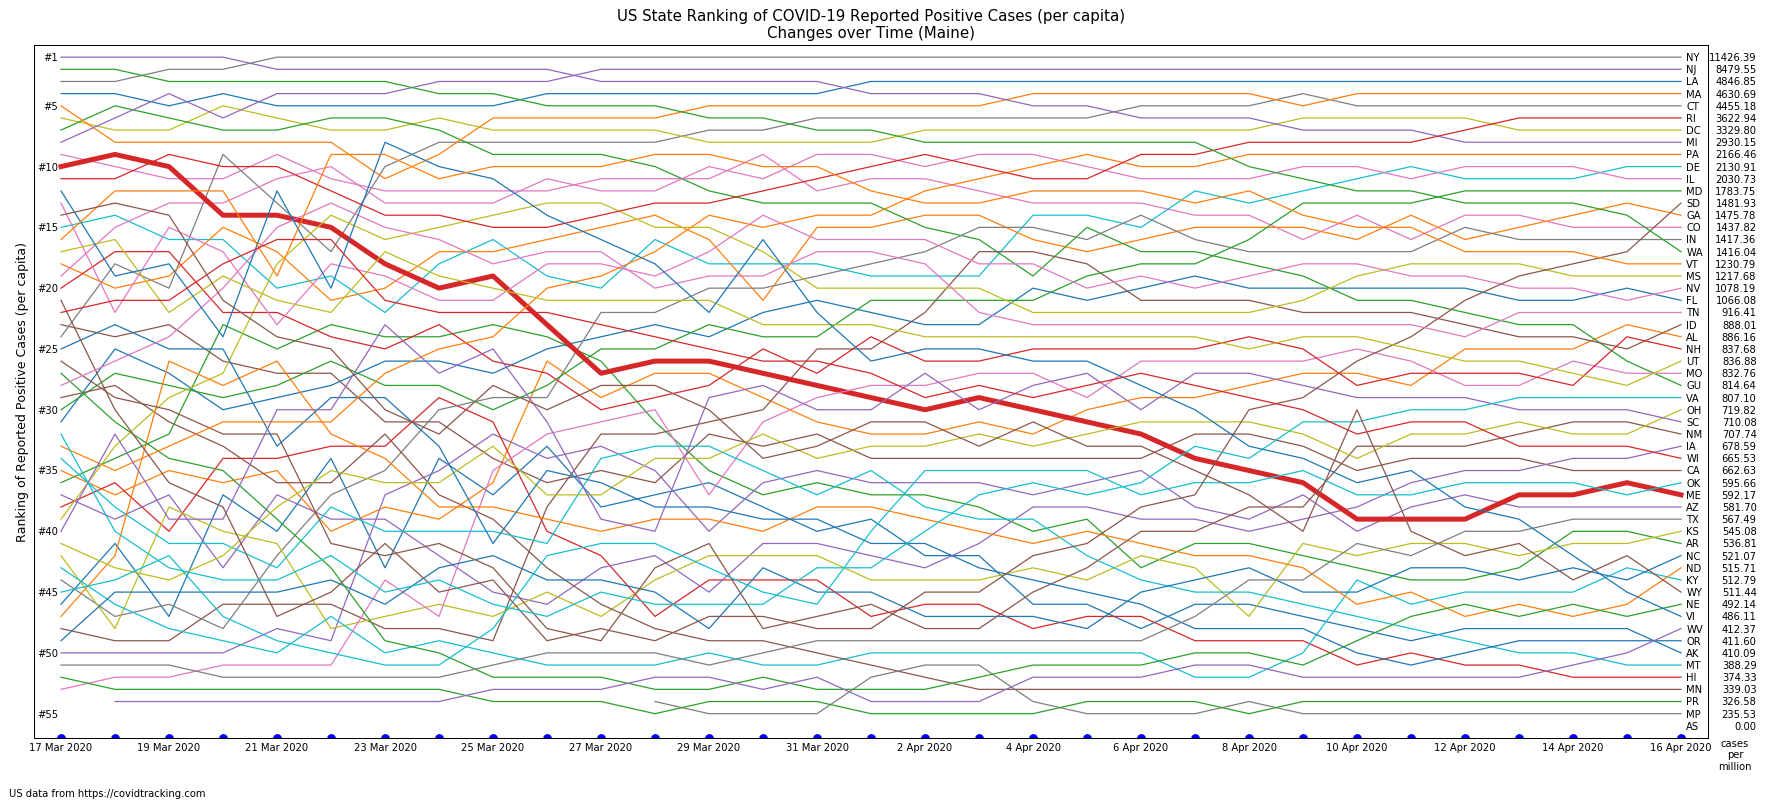 US State Ranking of COVID-19 Reported Positive Cases (per capita)
Changes over Time (Maine)
Ranking of Reported Positive Cases (per capita)
#1
#5
#10
#15
#20
#25
#30
#35
#40
#45
#50
#55
NY 11426.39
NJ 8479.55
LA 4846.85
MA 4630.69
CT 4455.18
RI 3622.94
DC 3329.80
MI 2930.15
PA 2166.46
DE 2130.91
IL 2030.73
MD 1783.75
SD 1481.93
GA 1475.78
CO 1437.82
IN 1417.36
WA 1416.04
VT 1230.79
MS 1217.68
NV 1078.19
FL 1066.08
TN 916.41
ID 888.01
AL 886.16
NH 837.68
UT 836.88
MO 832.76
GU 814.64
VA 807.10
OH 719.82
SC 710.08
NM 707.74
IA 678.59
WI 665.53
CA 662.63
OK 595.66
ME 592.17
AZ 581.70
TX 567.49
KS 545.08
AR 536.81
NC 521.07
ND 515.71
KY 512.79
WY 511.44
NE 492.14
VI 486.11
WV 412.37
OR 411.60
AK 410.09
MT 388.29
HI 374.33
MN 339.03
PR 326.58
MP 235.53
AS 0.00
17 Mar 2020 19 Mar 2020 21 Mar 2020 23 Mar 2020 25 Mar 2020 27 Mar 2020 29 Mar 2020 31 Mar 2020 2 Apr 2020 4 Apr 2020 6 Apr 2020 8 Apr 2020 10 Apr 2020 12 Apr 2020 14 Apr 2020 16 Apr 2020
cases
per
million
US data from https://covidtracking.com